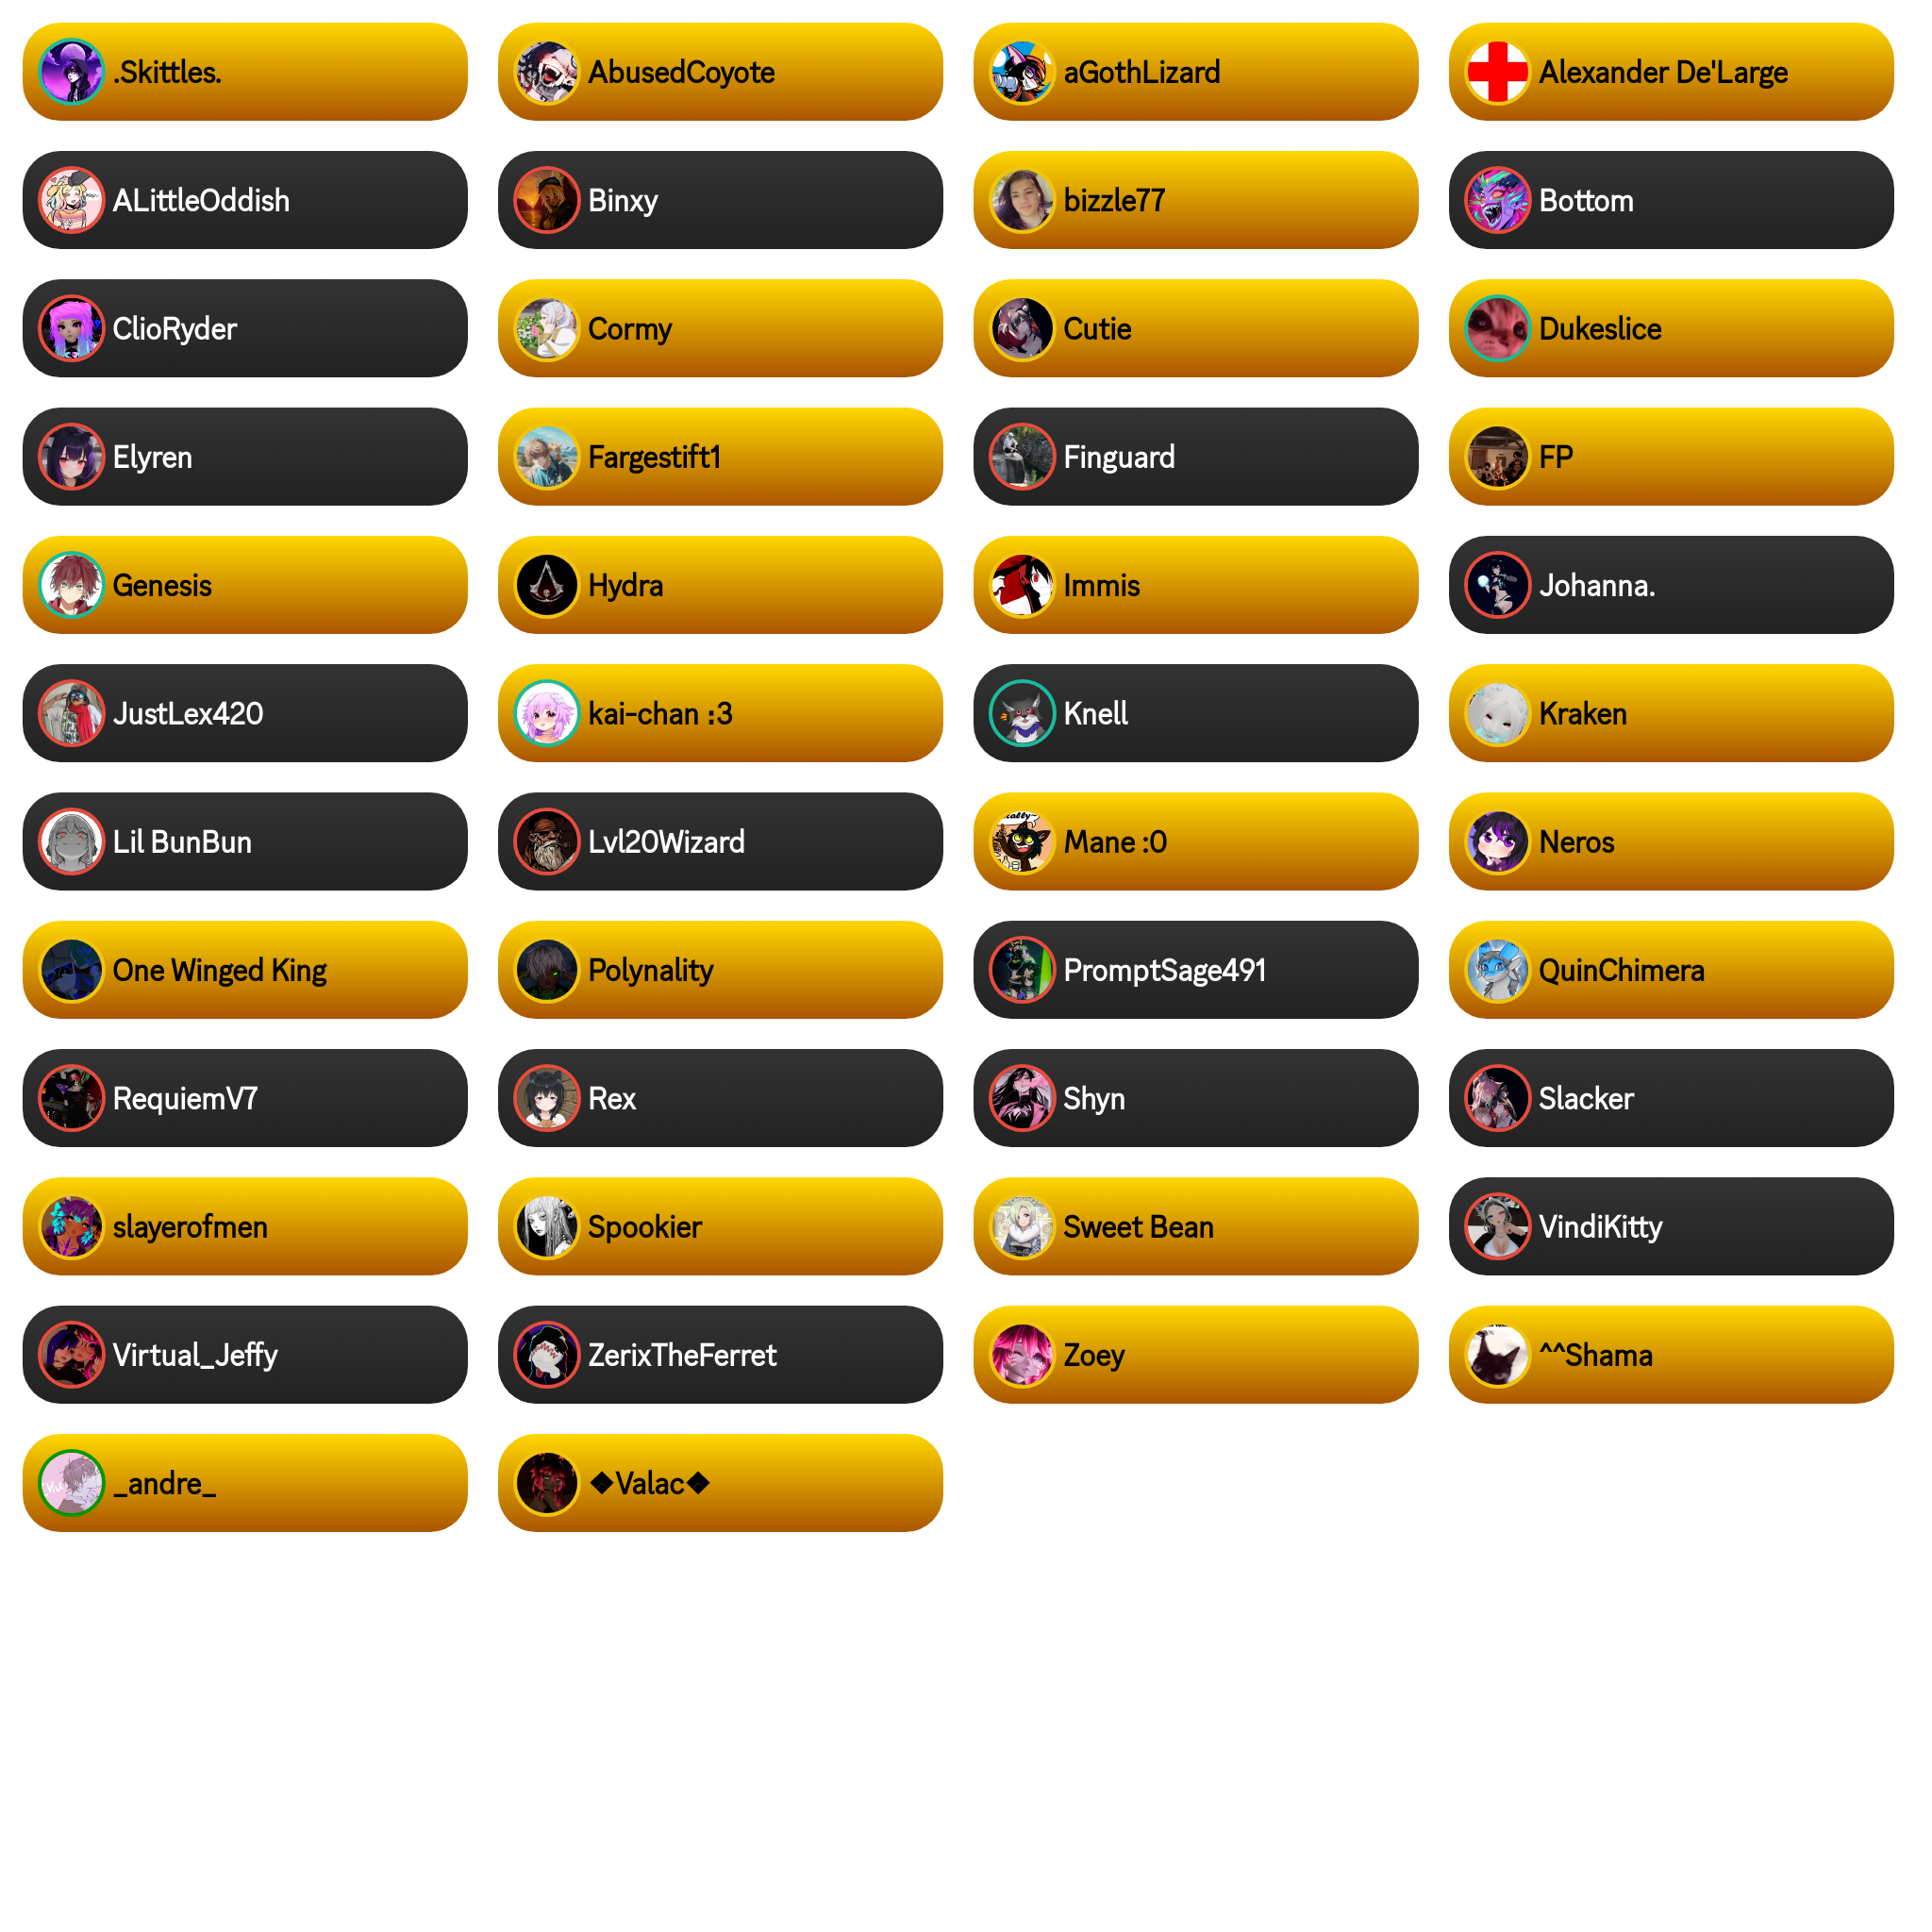 .Skittles.
AbusedCoyote
aGothLizard
Alexander De'Large
ALittleOddish
Binxy
bizzle77
Bottom
ClioRyder
Cormy
Cutie
Dukeslice
Elyren
Fargestift1
Finguard
FP
Genesis
Hydra
Immis
Johanna.
JustLex420
kai-chan :3
Knell
Kraken
Lil BunBun
Lvl20Wizard
Mane :0
Neros
One Winged King
Polynality
PromptSage491
QuinChimera
RequiemV7
Rex
Shyn
Slacker
slayerofmen
Spookier
Sweet Bean
VindiKitty
Virtual_Jeffy
ZerixTheFerret
Zoey
^^Shama
_andre_
❖Valac❖